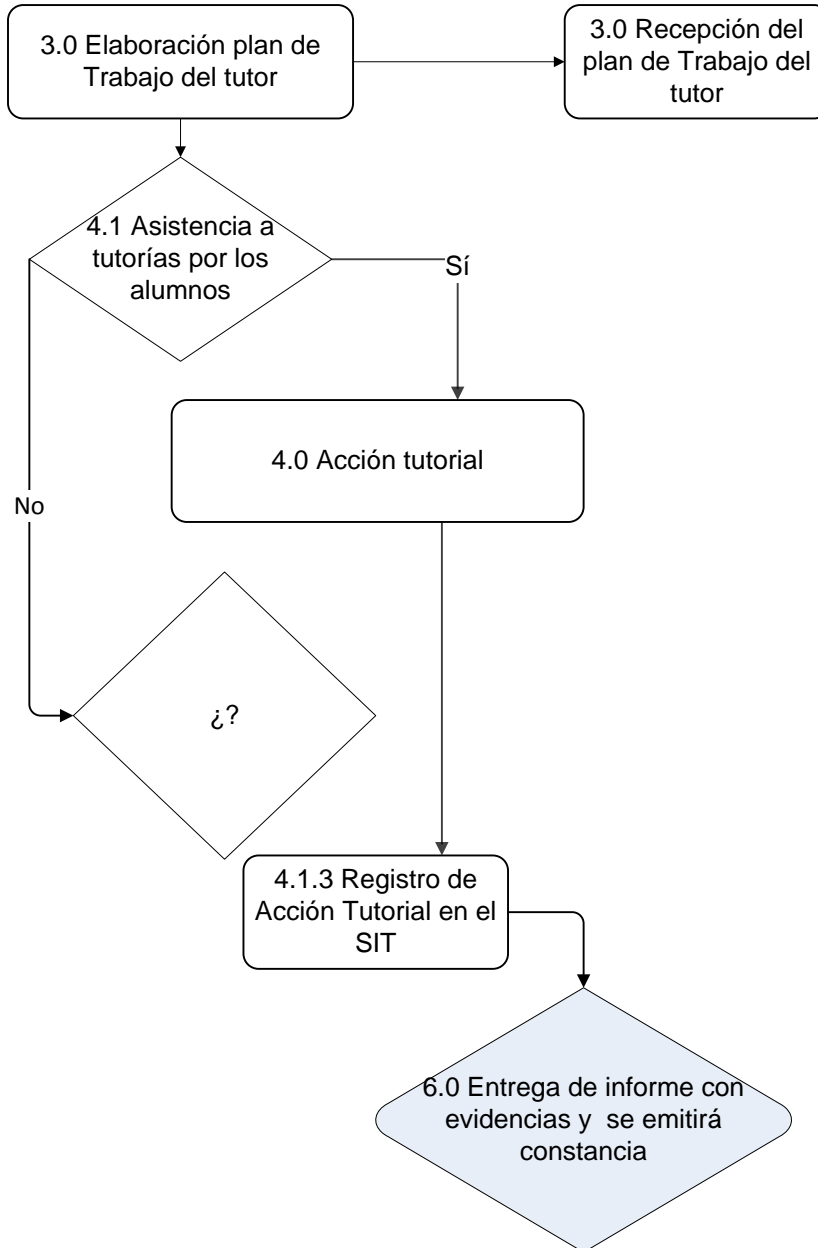 3.0 Elaboración plan de
Trabajo del tutor
3.0 Recepción del
plan de Trabajo del
tutor
4.1 Asistencia a
tutorías por los
alumnos
Sí
4.0 Acción tutorial
No
¿?
4.1.3 Registro de
Acción Tutorial en el
SIT
6.0 Entrega de informe con
evidencias y  se emitirá
constancia